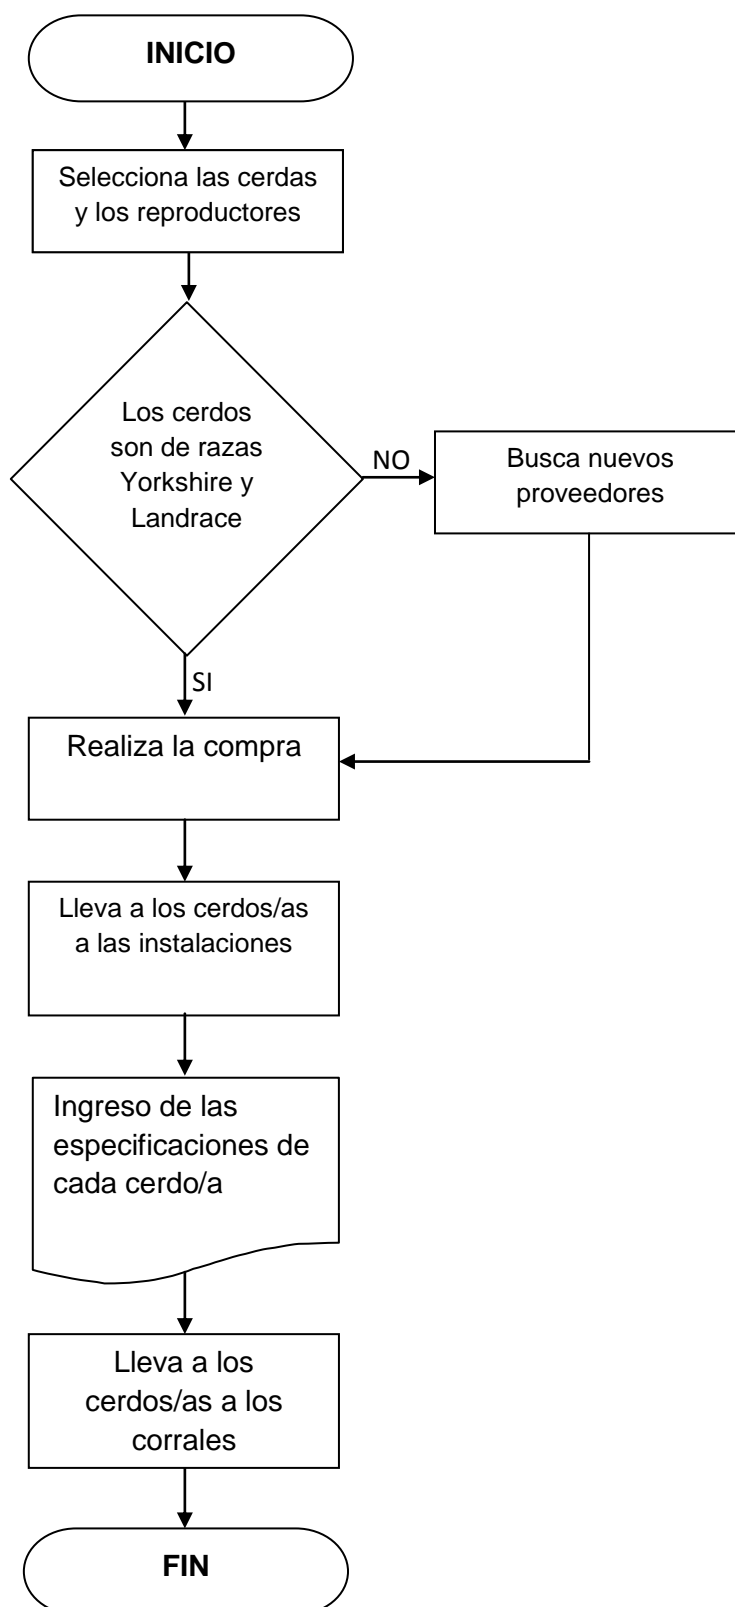 INICIO
Selecciona las cerdas
y los reproductores
Los cerdos
son de razas
Yorkshire y
Landrace
NO
Busca nuevos
proveedores
SI
Realiza la compra
Lleva a los cerdos/as
a las instalaciones
Ingreso de las
especificaciones de
cada cerdo/a
Lleva a los
cerdos/as a los
corrales
FIN